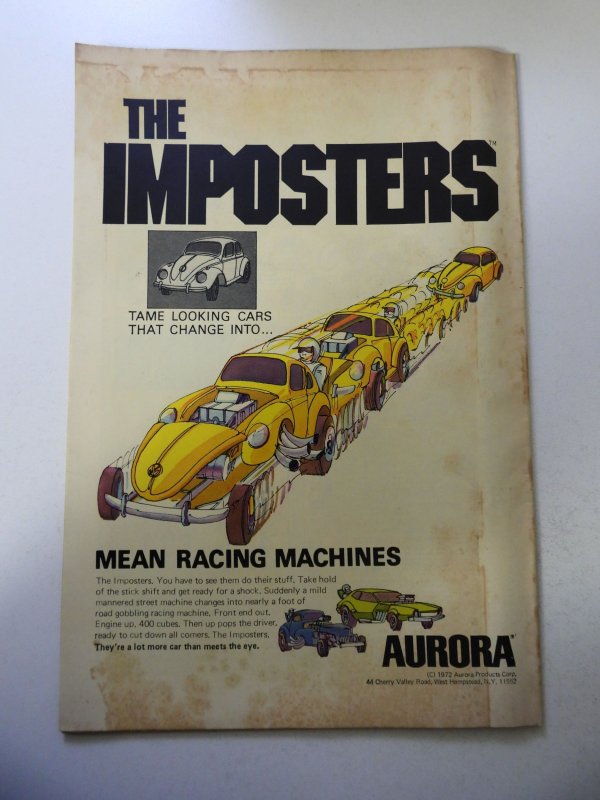 THE
IMPOSTERS™
TAME LOOKING CARS
THAT CHANGE INTO...
MEAN RACING MACHINES
The Imposters. You have to see them do their stuff. Take hold
of the stick shift and get ready for a shock. Suddenly a mild
mannered street machine changes into nearly a foot of
road gobbling racing machine. Front end out.
Engine up, 400 cubes. Then up pops the driver,
ready to cut down all corners. The Imposters.
They're a lot more car than meets the eye.
AURORA®
(C) 1972 Aurora Products Corp.
44 Cherry Valley Road, West Hempstead, N.Y. 11552